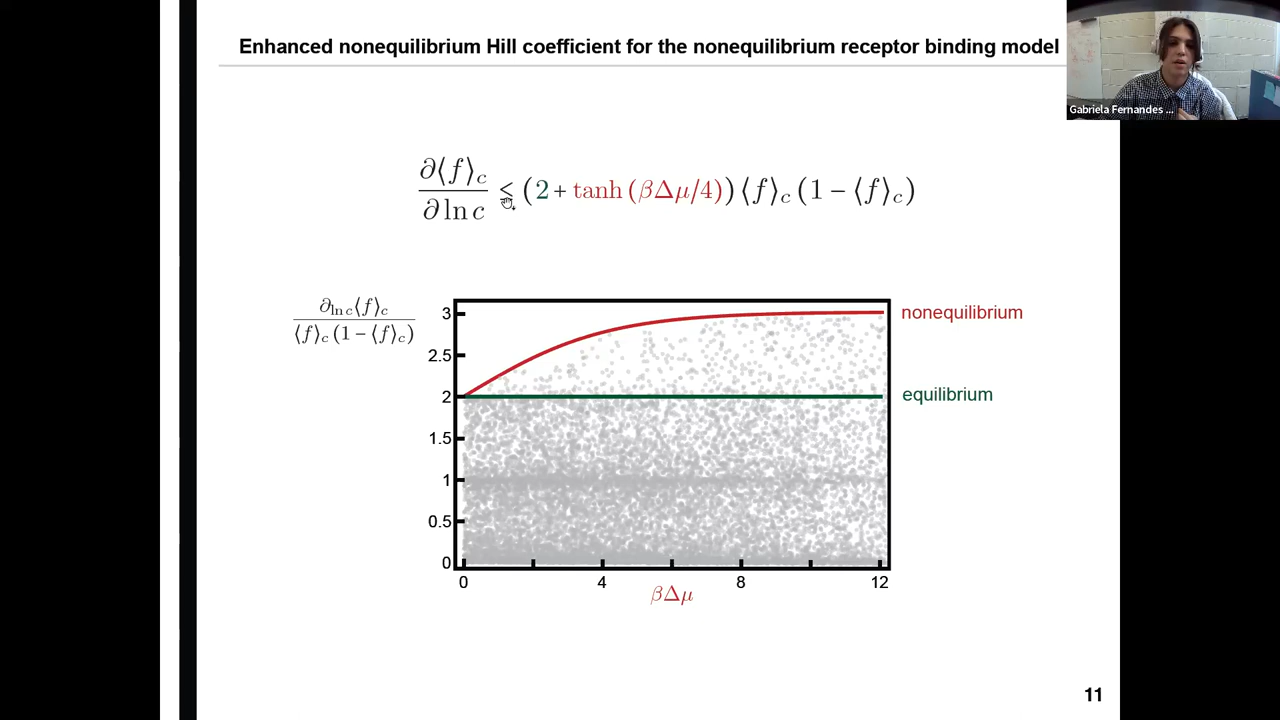 Enhanced nonequilibrium Hill coefficient for the nonequilibrium receptor binding model
Gabriela Fernandes ...
∂⟨f⟩c / ∂ ln c ≤ (2 + tanh (βΔμ/4)) ⟨f⟩c (1 − ⟨f⟩c)
∂ln c⟨f⟩c / ⟨f⟩c (1 − ⟨f⟩c)
3
2.5
2
1.5
1
0.5
0
nonequilibrium
equilibrium
0 4 8 12
βΔμ
11